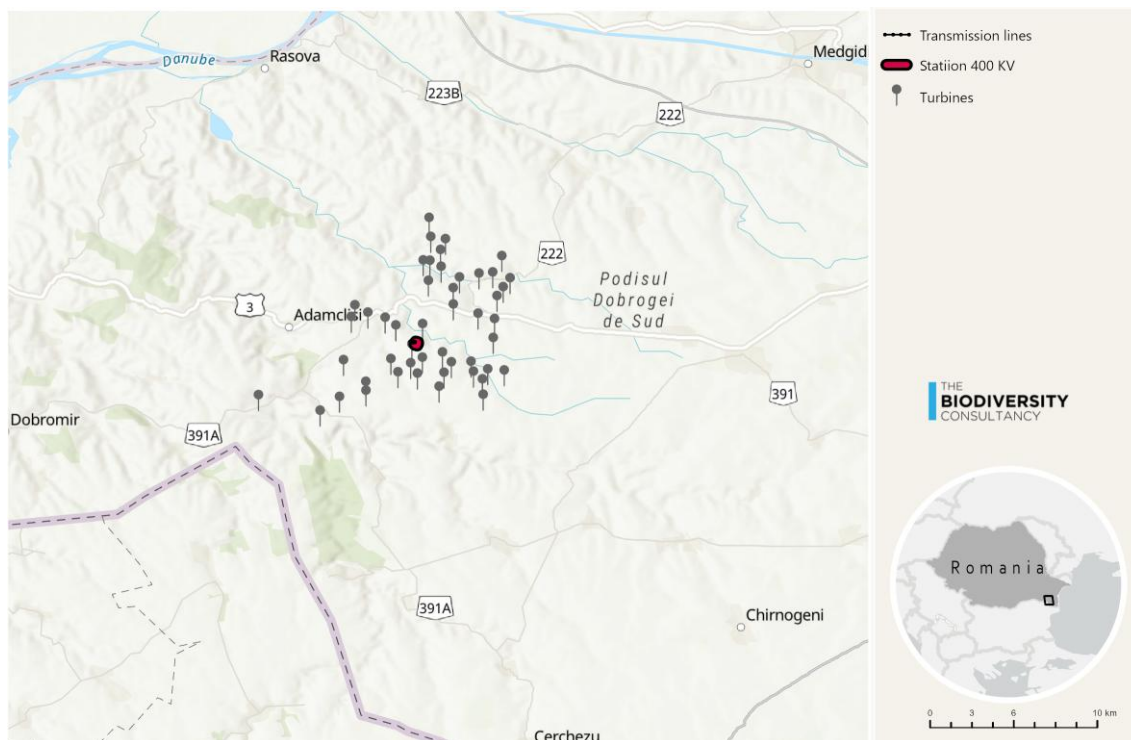 Danube
Rasova
Medgid
223B
222
222
Podisul
Dobrogei
de Sud
3
Adamclisi
391
Dobromir
391A
391A
Chirnogeni
Cerchezu
Transmission lines
Statiion 400 KV
Turbines
THE
BIODIVERSITY
CONSULTANCY
Romania
0 3 6 10 km